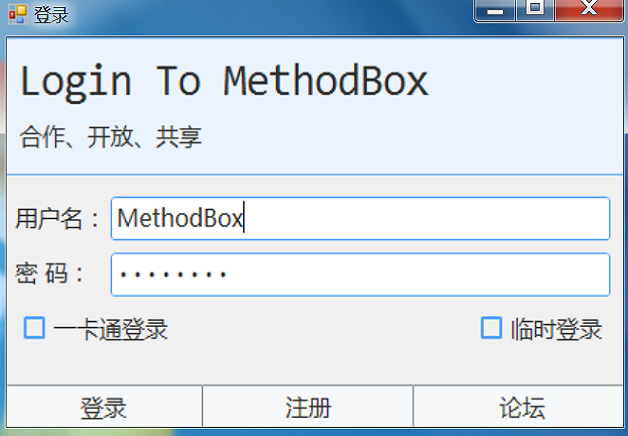 登录
Login To MethodBox
合作、开放、共享
用户名： MethodBox
密 码： ••••••••
一卡通登录 临时登录
登录 注册 论坛